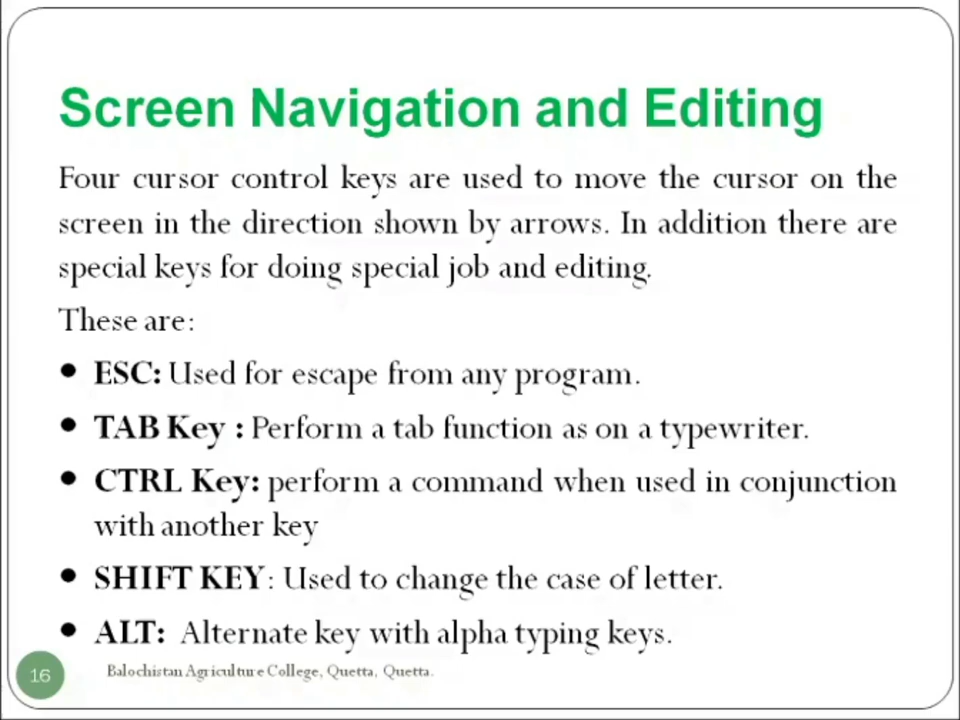 Screen Navigation and Editing
Four cursor control keys are used to move the cursor on the
screen in the direction shown by arrows. In addition there are
special keys for doing special job and editing.
These are:
• ESC: Used for escape from any program.
• TAB Key : Perform a tab function as on a typewriter.
• CTRL Key: perform a command when used in conjunction
with another key
• SHIFT KEY: Used to change the case of letter.
• ALT: Alternate key with alpha typing keys.
16
Balochistan Agriculture College, Quetta, Quetta.